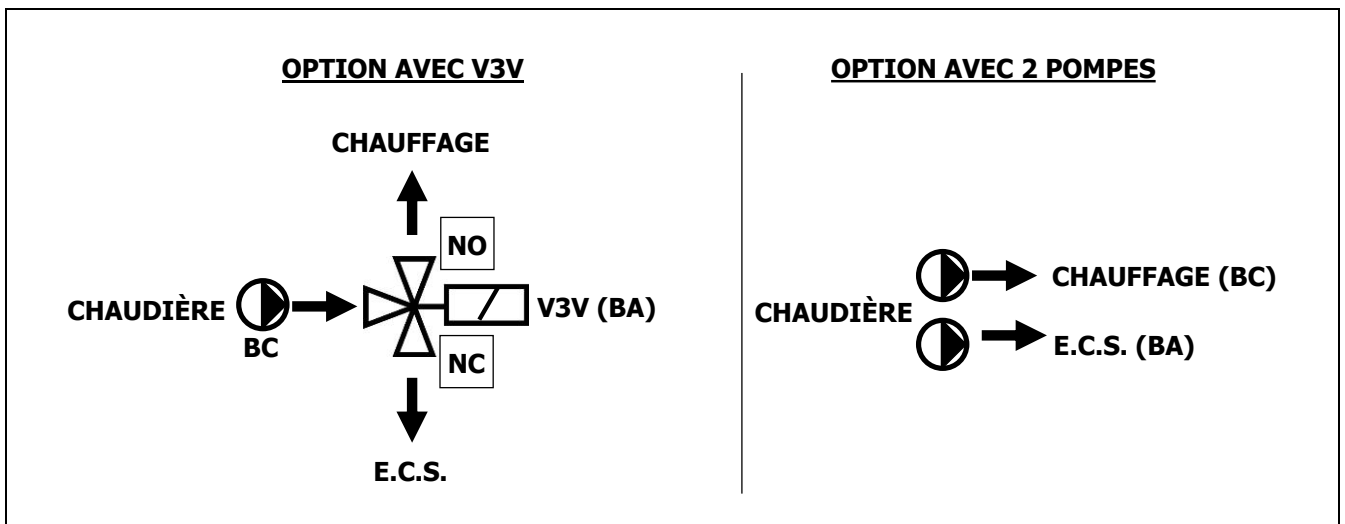 OPTION AVEC V3V
CHAUFFAGE
NO
CHAUDIÈRE
V3V (BA)
BC
NC
E.C.S.
OPTION AVEC 2 POMPES
CHAUFFAGE (BC)
CHAUDIÈRE
E.C.S. (BA)